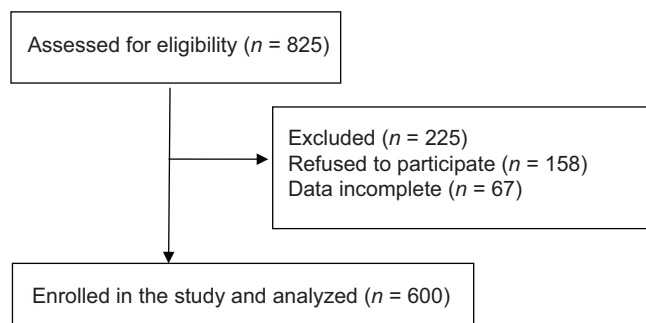 Assessed for eligibility (n = 825)
Excluded (n = 225)
Refused to participate (n = 158)
Data incomplete (n = 67)
Enrolled in the study and analyzed (n = 600)